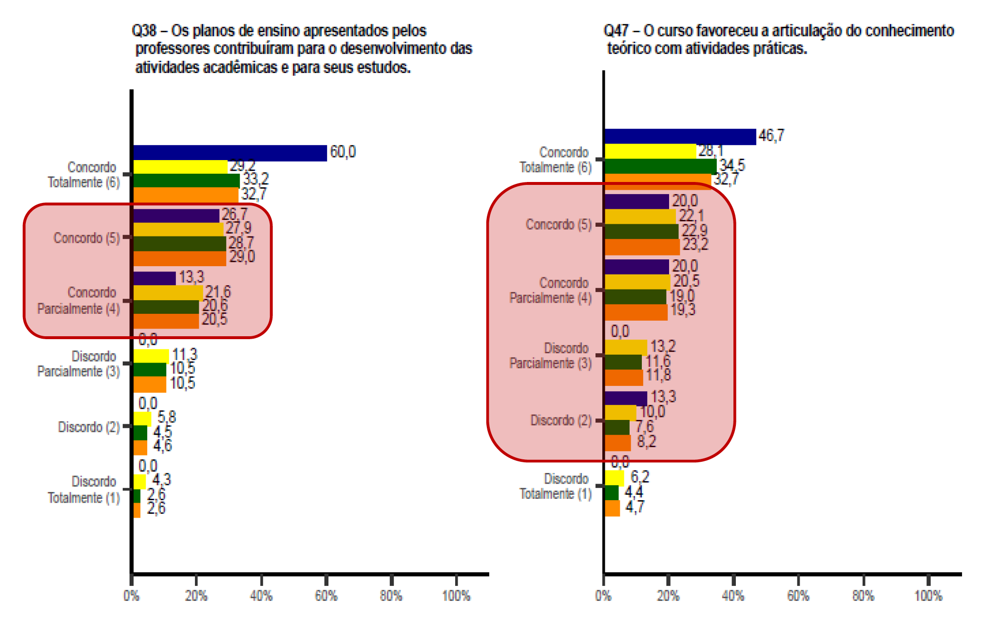 Q38 – Os planos de ensino apresentados pelos
professores contribuíram para o desenvolvimento das
atividades acadêmicas e para seus estudos.
Concordo
Totalmente (6)
60,0
29,2
33,2
32,7
Concordo (5)
26,7
27,9
28,7
29,0
Concordo
Parcialmente (4)
13,3
21,6
20,6
20,5
Discordo
Parcialmente (3)
0,0
11,3
10,5
10,5
Discordo (2)
0,0
5,8
4,5
4,6
Discordo
Totalmente (1)
0,0
4,3
2,6
2,6
0% 20% 40% 60% 80% 100%
Q47 – O curso favoreceu a articulação do conhecimento
teórico com atividades práticas.
Concordo
Totalmente (6)
46,7
28,1
34,5
32,7
Concordo (5)
20,0
22,1
22,9
23,2
Concordo
Parcialmente (4)
20,0
20,5
19,0
19,3
Discordo
Parcialmente (3)
0,0
13,2
11,6
11,8
Discordo (2)
13,3
10,0
7,6
8,2
Discordo
Totalmente (1)
0,0
6,2
4,4
4,7
0% 20% 40% 60% 80% 100%